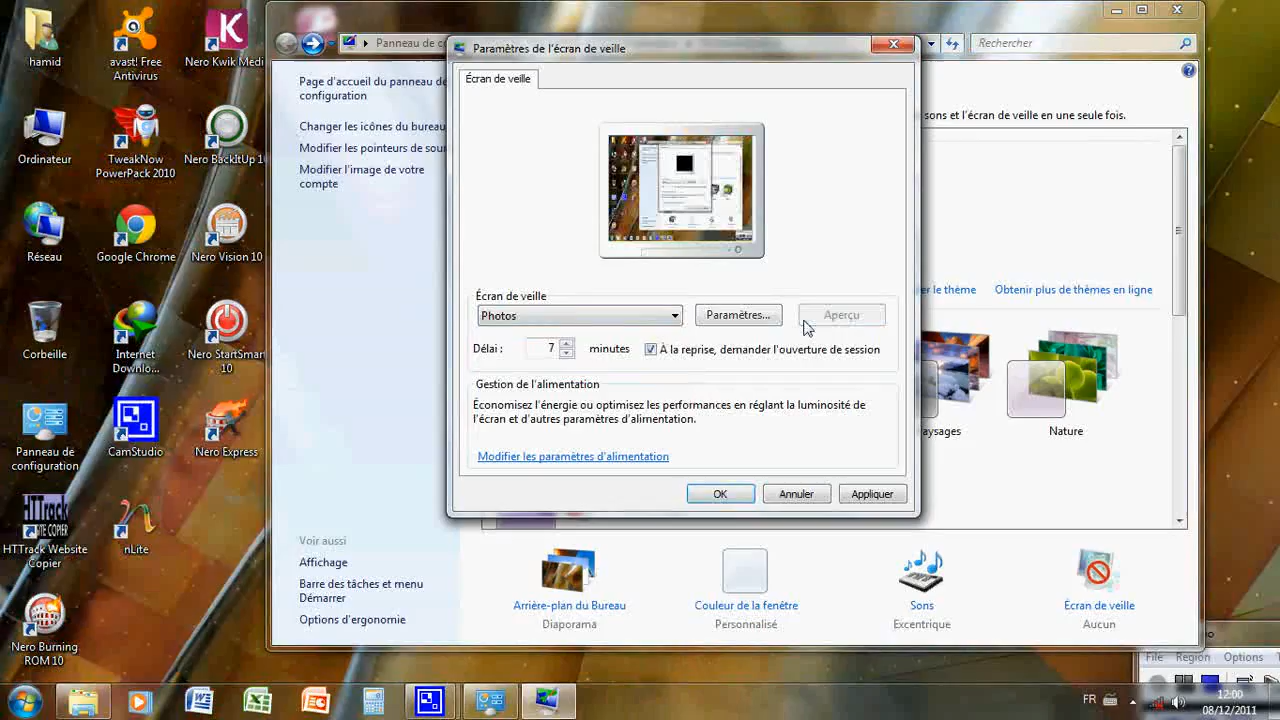 hamid
avast! Free
Antivirus
Nero Kwik Medi
Ordinateur
TweakNow
PowerPack 2010
Nero BackItUp 1
Réseau
Google Chrome
Nero Vision 10
Corbeille
Internet
Downlo...
Nero StartSmar
10
Panneau de
configuration
CamStudio
Nero Express
HTTrack
SITE COPIER
HTTrack Website
Copier
nLite
Nero Burning
ROM 10
Panneau de co
Rechercher
Page d'accueil du panneau de
configuration
Changer les icônes du bureau
Modifier les pointeurs de sour
Modifier l'image de votre
compte
Voir aussi
Affichage
Barre des tâches et menu
Démarrer
Options d'ergonomie
Paramètres de l'écran de veille
Écran de veille
Écran de veille
Photos
Paramètres...
Aperçu
Délai :
7
minutes
À la reprise, demander l'ouverture de session
Gestion de l'alimentation
Économisez l'énergie ou optimisez les performances en réglant la luminosité de
l'écran et d'autres paramètres d'alimentation.
Modifier les paramètres d'alimentation
OK
Annuler
Appliquer
sons et l'écran de veille en une seule fois.
er le thème
Obtenir plus de thèmes en ligne
aysages
Nature
Arrière-plan du Bureau
Diaporama
Couleur de la fenêtre
Personnalisé
Sons
Excentrique
Écran de veille
Aucun
File
Region
Options
FR
12:00
08/12/2011